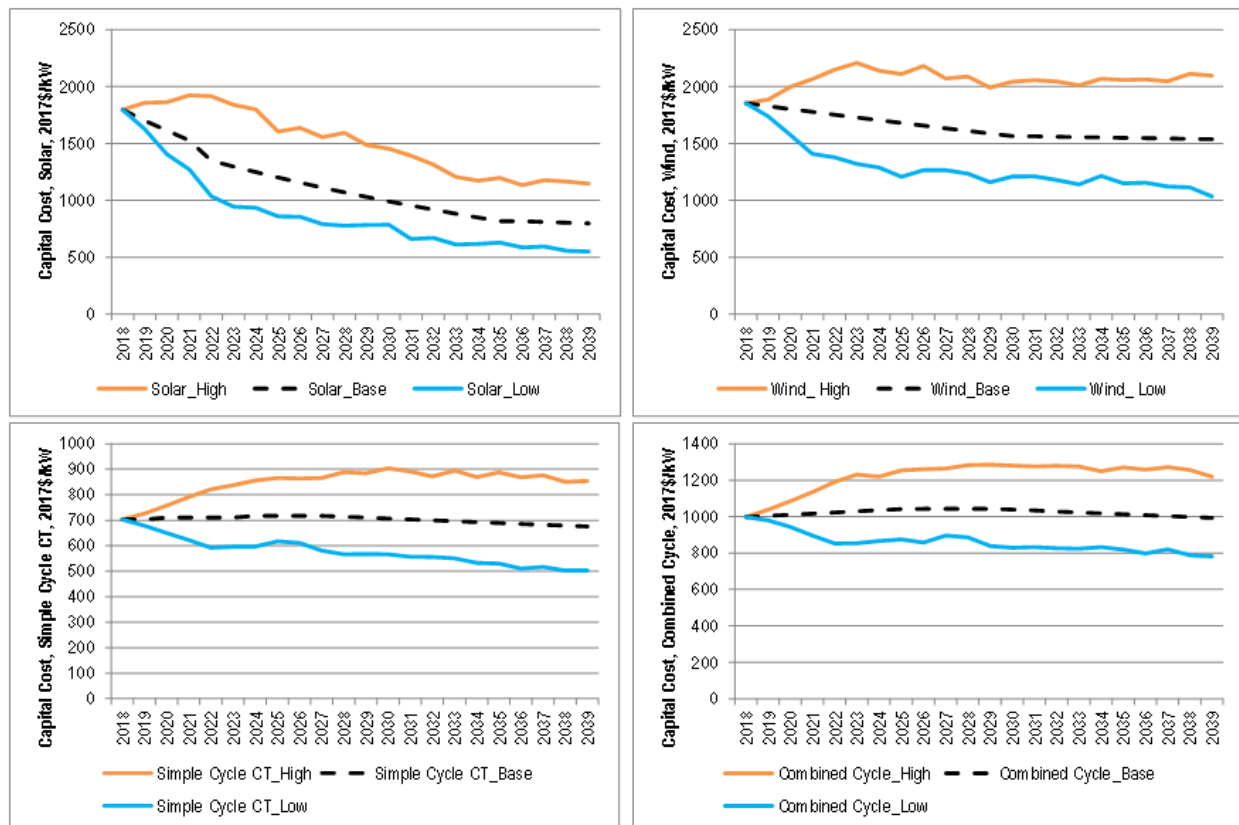 Capital Cost, Solar, 2017$/kW
2500
2000
1500
1000
500
0
2018 2019 2020 2021 2022 2023 2024 2025 2026 2027 2028 2029 2030 2031 2032 2033 2034 2035 2036 2037 2038 2039
Solar_High Solar_Base Solar_Low
Capital Cost, Wind, 2017$/kW
2500
2000
1500
1000
500
0
2018 2019 2020 2021 2022 2023 2024 2025 2026 2027 2028 2029 2030 2031 2032 2033 2034 2035 2036 2037 2038 2039
Wind_ High Wind_Base Wind_ Low
Capital Cost, Simple Cycle CT, 2017$/kW
1000
900
800
700
600
500
400
300
200
100
0
2018 2019 2020 2021 2022 2023 2024 2025 2026 2027 2028 2029 2030 2031 2032 2033 2034 2035 2036 2037 2038 2039
Simple Cycle CT_High Simple Cycle CT_Base
Simple Cycle CT_Low
Capital Cost, Combined Cycle, 2017$/kW
1400
1200
1000
800
600
400
200
0
2018 2019 2020 2021 2022 2023 2024 2025 2026 2027 2028 2029 2030 2031 2032 2033 2034 2035 2036 2037 2038 2039
Combined Cycle_High Combined Cycle_Base
Combined Cycle_Low